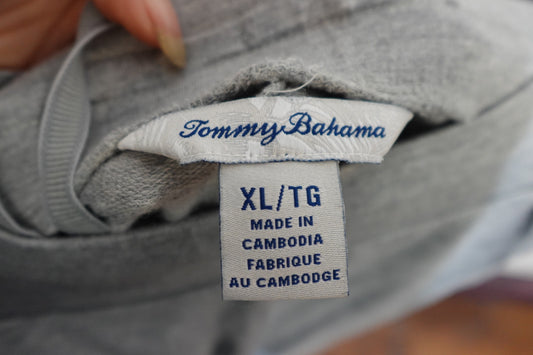 Tommy Bahama
XL/TG
MADE IN
CAMBODIA
FABRIQUE
AU CAMBODGE